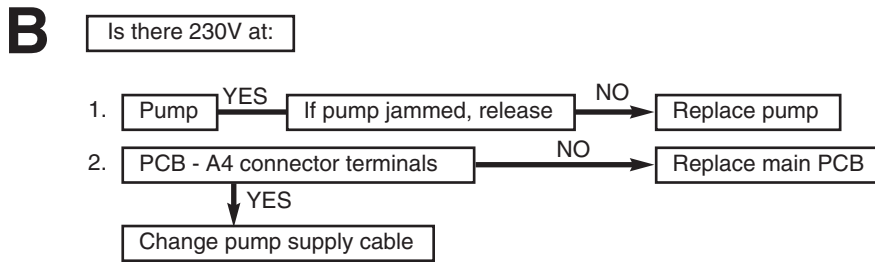 B
Is there 230V at:
1. Pump YES If pump jammed, release NO Replace pump
2. PCB - A4 connector terminals NO Replace main PCB
YES
Change pump supply cable